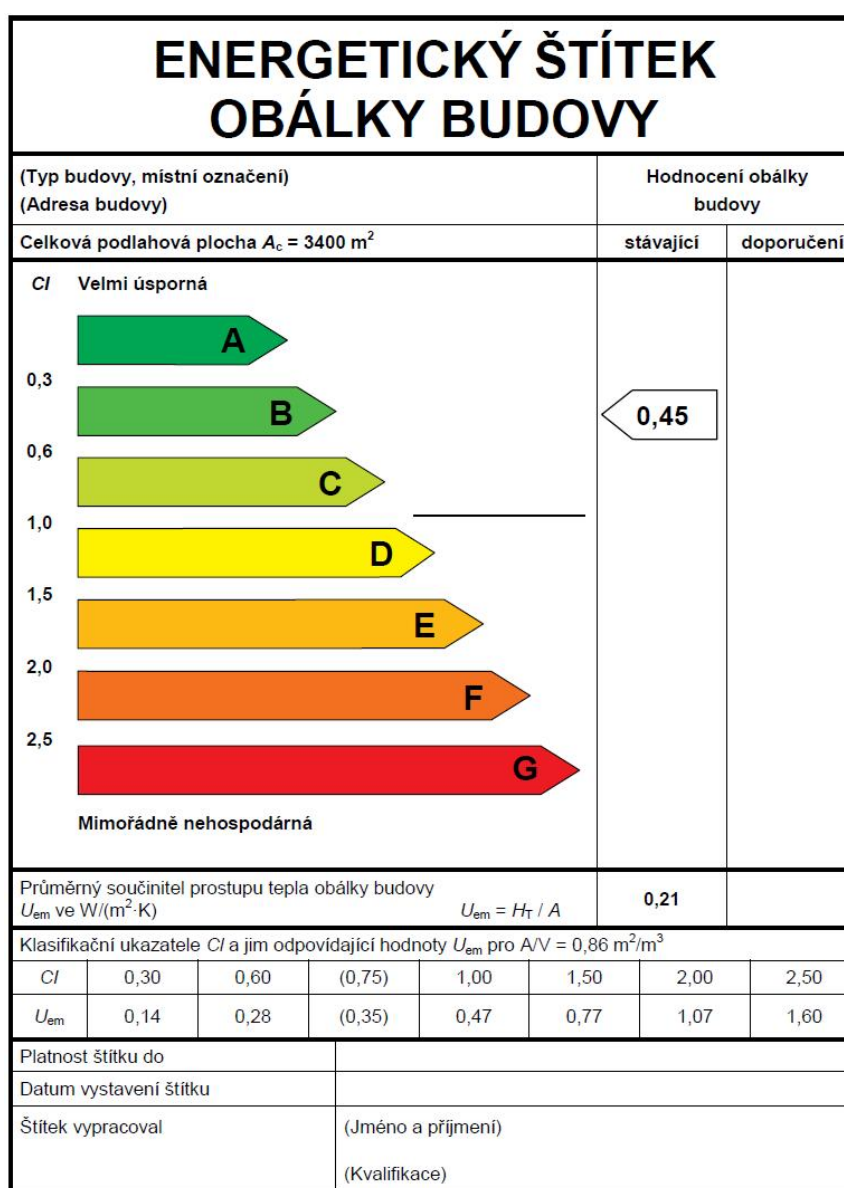 ENERGETICKÝ ŠTÍTEK
OBÁLKY BUDOVY
(Typ budovy, místní označení)
(Adresa budovy)
Hodnocení obálky
budovy
Celková podlahová plocha Ac = 3400 m²
stávající
doporučení
CI Velmi úsporná
A
0,3
B
0,45
0,6
C
1,0
D
1,5
E
2,0
F
2,5
G
Mimořádně nehospodárná
Průměrný součinitel prostupu tepla obálky budovy
Uem ve W/(m²·K) Uem = HT / A
0,21
Klasifikační ukazatele CI a jim odpovídající hodnoty Uem pro A/V = 0,86 m²/m³
CI 0,30 0,60 (0,75) 1,00 1,50 2,00 2,50
Uem 0,14 0,28 (0,35) 0,47 0,77 1,07 1,60
Platnost štítku do
Datum vystavení štítku
Štítek vypracoval
(Jméno a příjmení)
(Kvalifikace)